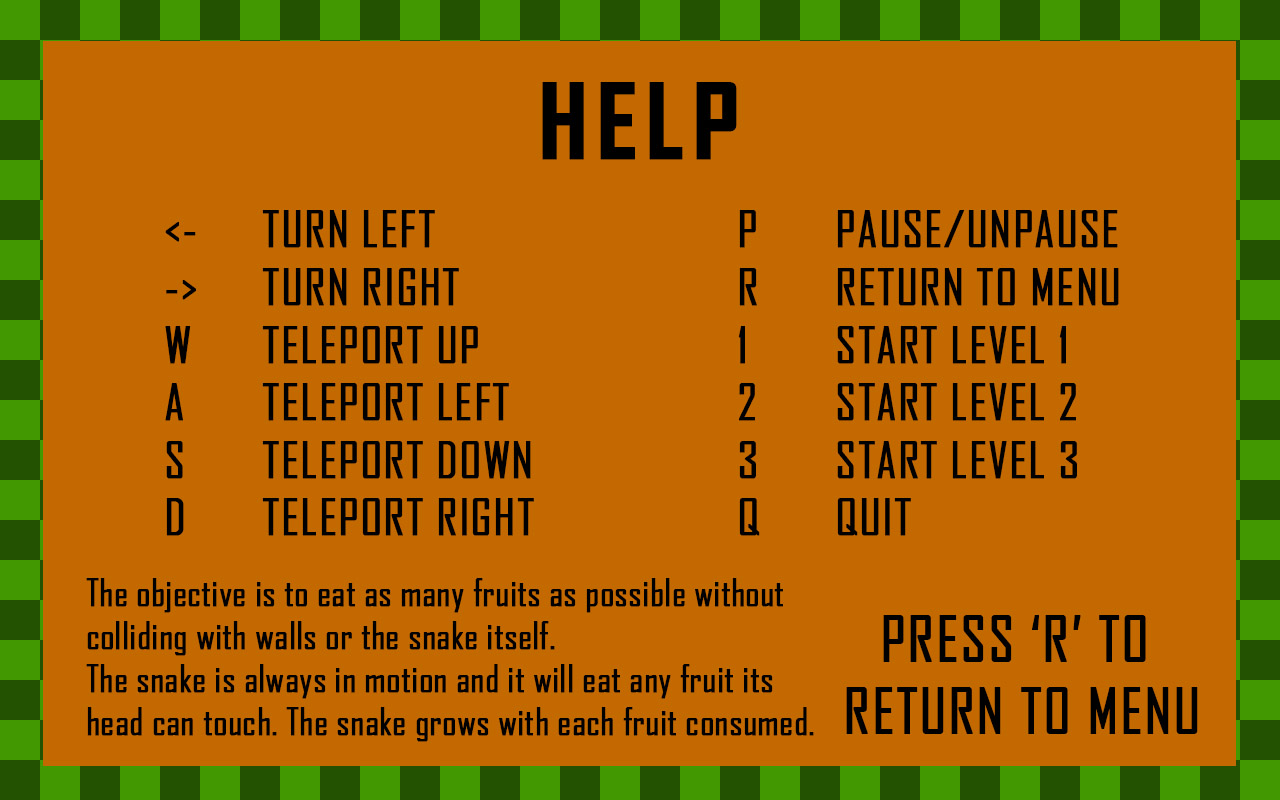 HELP
<- TURN LEFT
-> TURN RIGHT
W TELEPORT UP
A TELEPORT LEFT
S TELEPORT DOWN
D TELEPORT RIGHT
P PAUSE/UNPAUSE
R RETURN TO MENU
1 START LEVEL 1
2 START LEVEL 2
3 START LEVEL 3
Q QUIT
The objective is to eat as many fruits as possible without
colliding with walls or the snake itself.
The snake is always in motion and it will eat any fruit its
head can touch. The snake grows with each fruit consumed.
PRESS ‘R’ TO
RETURN TO MENU